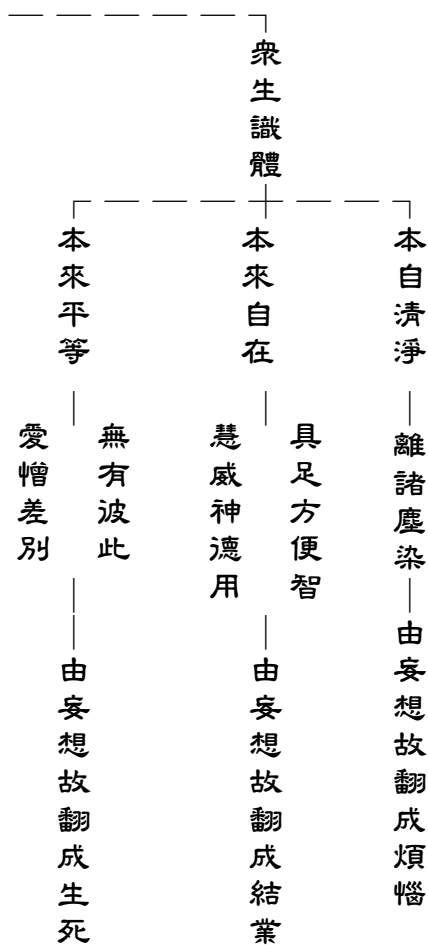 衆生識體
本自清淨
離諸塵染
由妄想故翻成煩惱
本來自在
具足方便智
慧威神德用
由妄想故翻成結業
本來平等
無有彼此
愛憎差別
由妄想故翻成生死